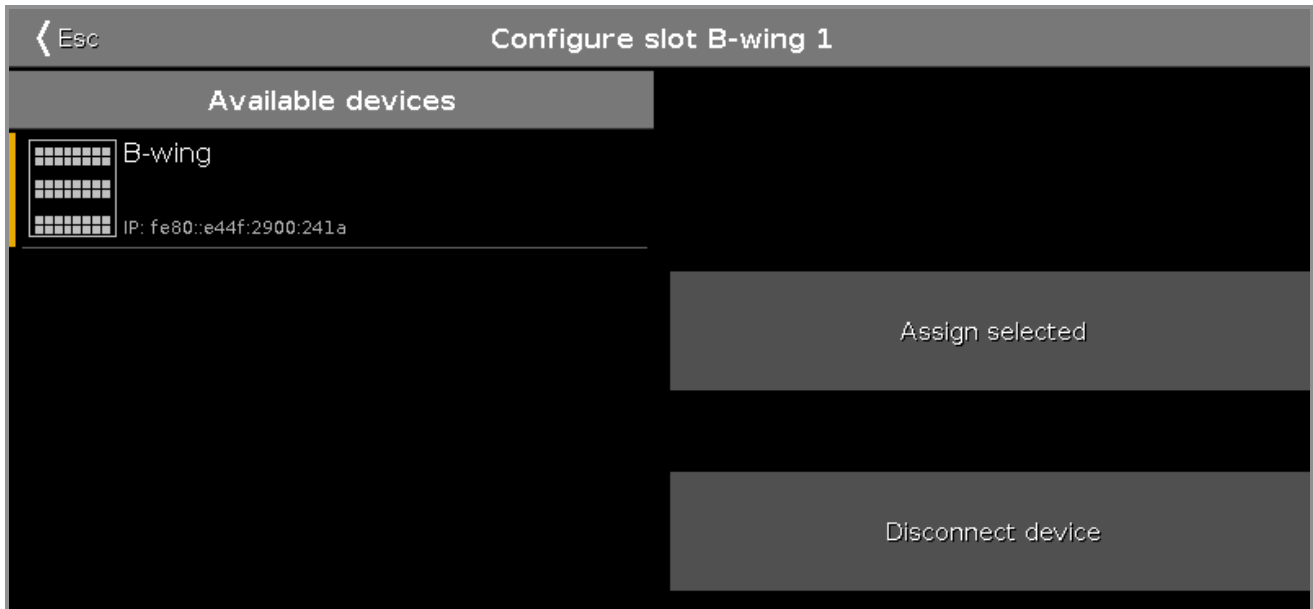 Esc
Configure slot B-wing 1
Available devices
B-wing
IP: fe80::e44f:2900:241a
Assign selected
Disconnect device